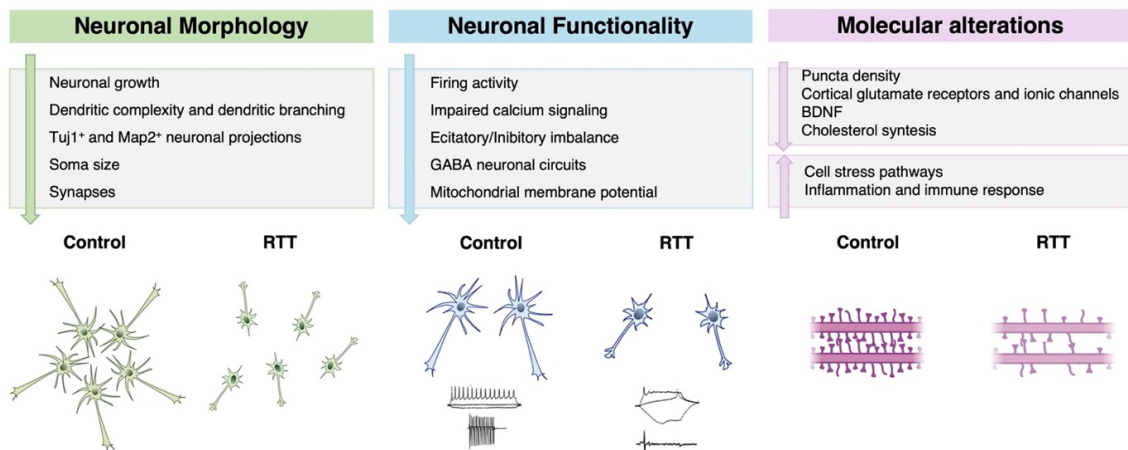 Neuronal Morphology
Neuronal growth
Dendritic complexity and dendritic branching
Tuj1⁺ and Map2⁺ neuronal projections
Soma size
Synapses
Control
RTT
Neuronal Functionality
Firing activity
Impaired calcium signaling
Ecitatory/Inibitory imbalance
GABA neuronal circuits
Mitochondrial membrane potential
Control
RTT
Molecular alterations
Puncta density
Cortical glutamate receptors and ionic channels
BDNF
Cholesterol syntesis
Cell stress pathways
Inflammation and immune response
Control
RTT